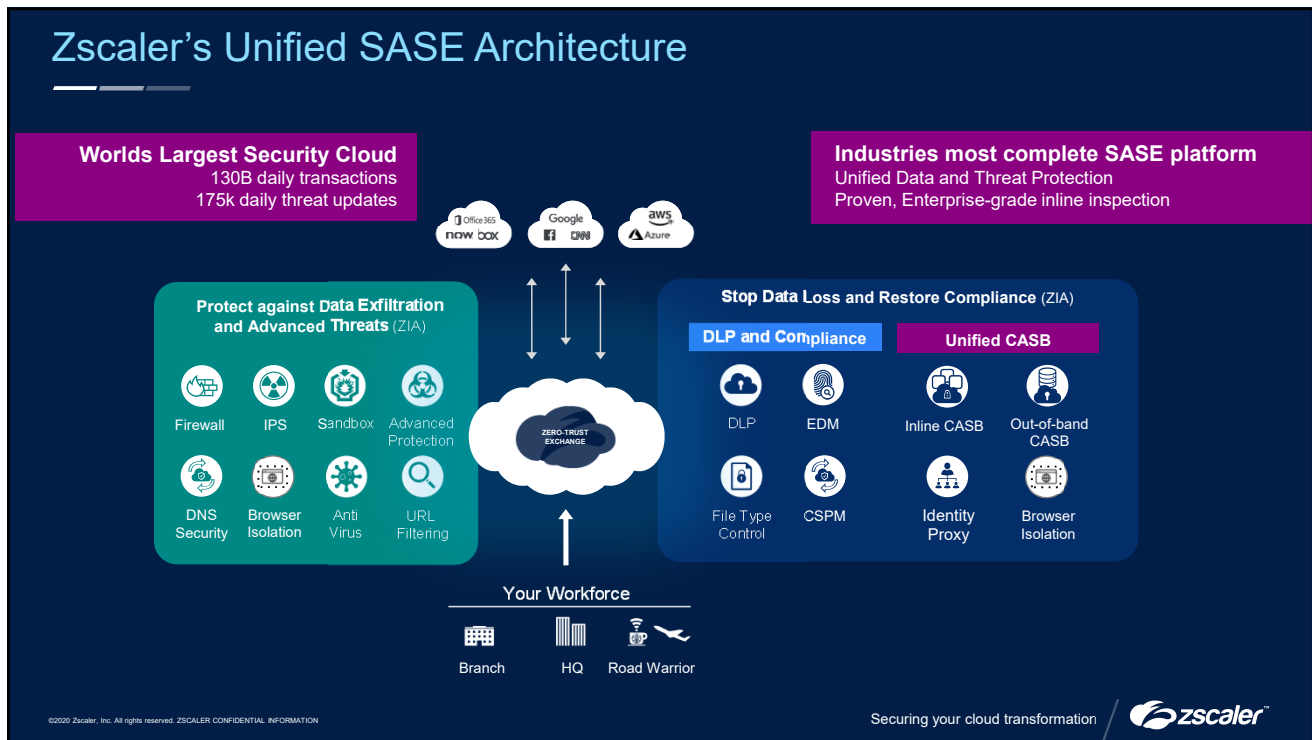 Zscaler's Unified SASE Architecture
Worlds Largest Security Cloud
130B daily transactions
175k daily threat updates
Industries most complete SASE platform
Unified Data and Threat Protection
Proven, Enterprise-grade inline inspection
Office 365
now box
Google
CNN
aws
Azure
Protect against Data Exfiltration
and Advanced Threats (ZIA)
Firewall
IPS
Sandbox
Advanced
Protection
DNS
Security
Browser
Isolation
Anti
Virus
URL
Filtering
ZERO-TRUST
EXCHANGE
Stop Data Loss and Restore Compliance (ZIA)
DLP and Compliance
Unified CASB
DLP
EDM
Inline CASB
Out-of-band
CASB
File Type
Control
CSPM
Identity
Proxy
Browser
Isolation
Your Workforce
Branch
HQ
Road Warrior
©2020 Zscaler, Inc. All rights reserved. ZSCALER CONFIDENTIAL INFORMATION
Securing your cloud transformation
zscaler™